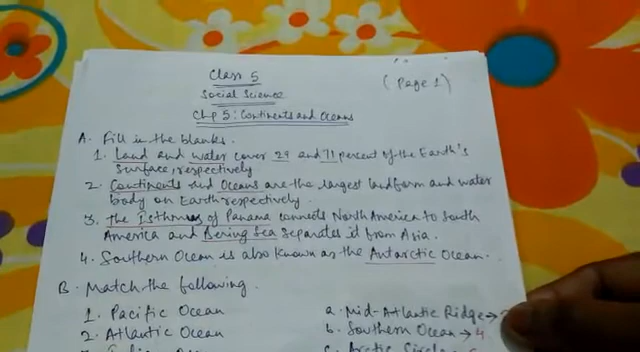 Class 5
(Page 1)
Social Science
Chp 5: Continents and Oceans
A. Fill in the blanks.
1. Land and water cover 29 and 71 percent of the Earth's
surface, respectively
2. Continents and Oceans are the largest landform and water
body on Earth respectively.
3. The Isthmus of Panama connects North America to South
America and Bering Sea separates it from Asia.
4. Southern Ocean is also known as the Antarctic Ocean.
B. Match the following.
1. Pacific Ocean
a. Mid-Atlantic Ridge →
2. Atlantic Ocean
b. Southern Ocean → 4
c. Arctic Circle